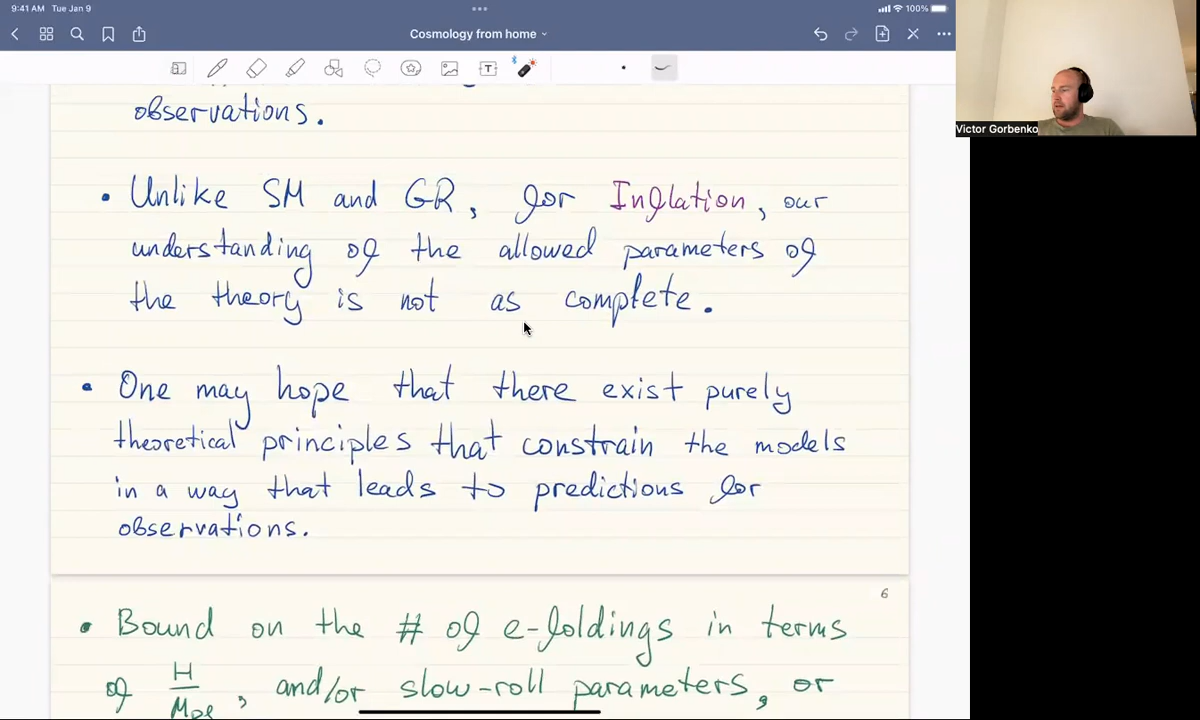 9:41 AM Tue Jan 9
100%
Cosmology from home
Victor Gorbenko
observations.
• Unlike SM and GR, for Inflation, our
understanding of the allowed parameters of
the theory is not as complete.
• One may hope that there exist purely
theoretical principles that constrain the models
in a way that leads to predictions for
observations.
6
• Bound on the # of e-foldings in terms
of H/Mpl, and/or slow-roll parameters, or